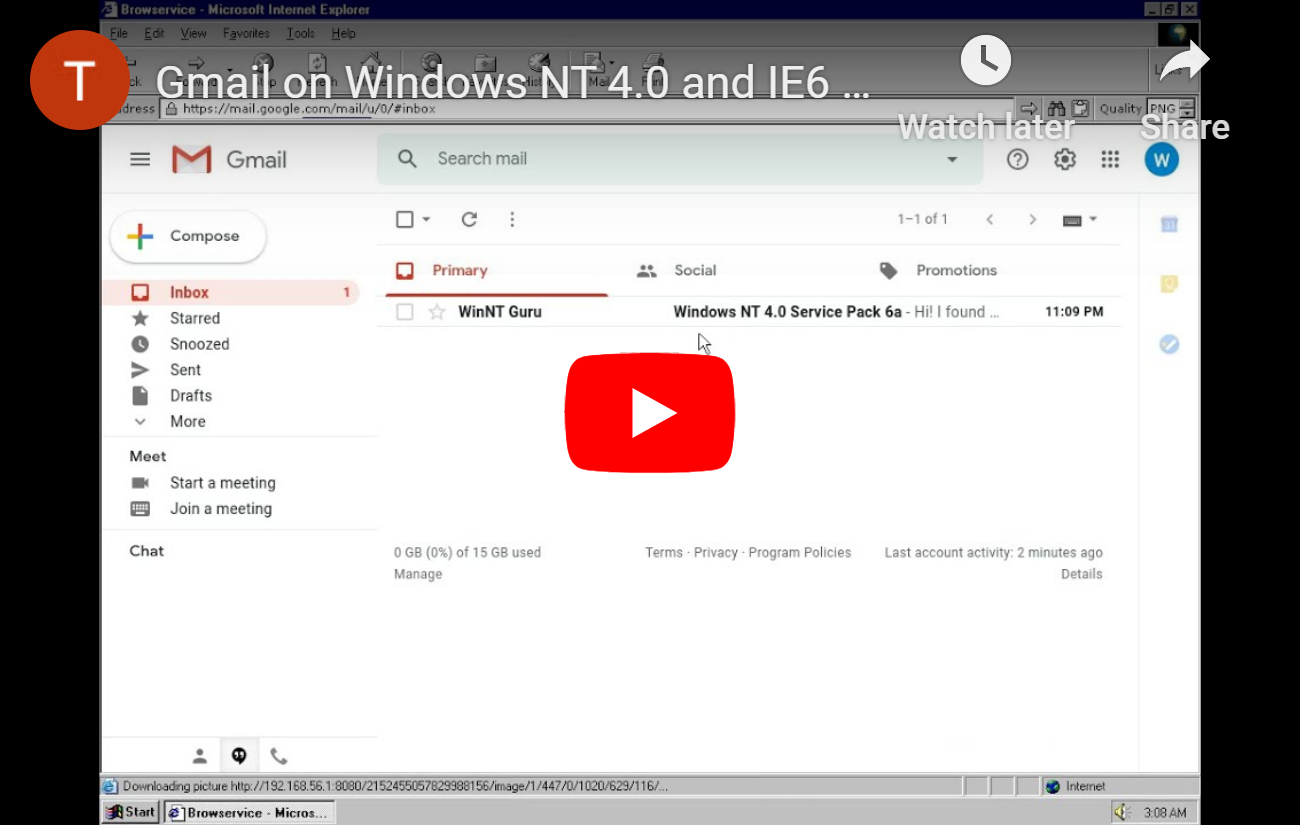 Browservice - Microsoft Internet Explorer
File Edit View Favorites Tools Help
T
Gmail on Windows NT 4.0 and IE6 …
Address https://mail.google.com/mail/u/0/#inbox Quality PNG
Watch later Share
Gmail Search mail W
Compose 1–1 of 1 31
Primary Social Promotions
Inbox 1
WinNT Guru Windows NT 4.0 Service Pack 6a - Hi! I found ... 11:09 PM
Starred
Snoozed
Sent
Drafts
More
Meet
Start a meeting
Join a meeting
Chat
0 GB (0%) of 15 GB used Terms · Privacy · Program Policies Last account activity: 2 minutes ago
Manage Details
Downloading picture http://192.168.56.1:8080/2152455057829988156/image/1/447/0/1020/629/116/... Internet
Start Browservice - Micros... 3:08 AM